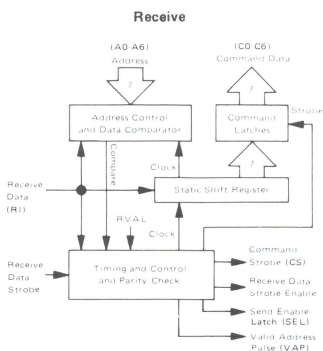 Receive
(A0-A6)
Address
7
(C0-C6)
Command Data
7
Address Control
and Data Comparator
Command
Latches
Strobe
Compare
Clock
7
Receive
Data
(RI)
Static Shift Register
RVAL
Clock
Receive
Data
Strobe
Timing and Control
and Parity Check
Command
Strobe (CS)
Receive Data
Strobe Enable
Send Enable
Latch (SEL)
Valid Address
Pulse (VAP)